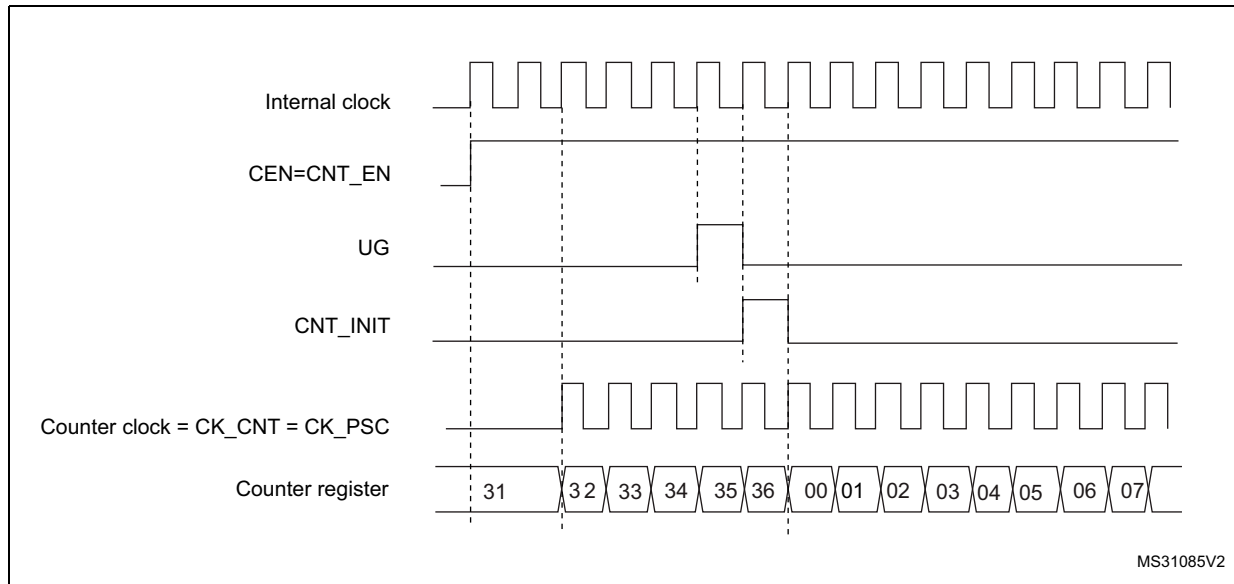 Internal clock
CEN=CNT_EN
UG
CNT_INIT
Counter clock = CK_CNT = CK_PSC
Counter register 31 32 33 34 35 36 00 01 02 03 04 05 06 07
MS31085V2